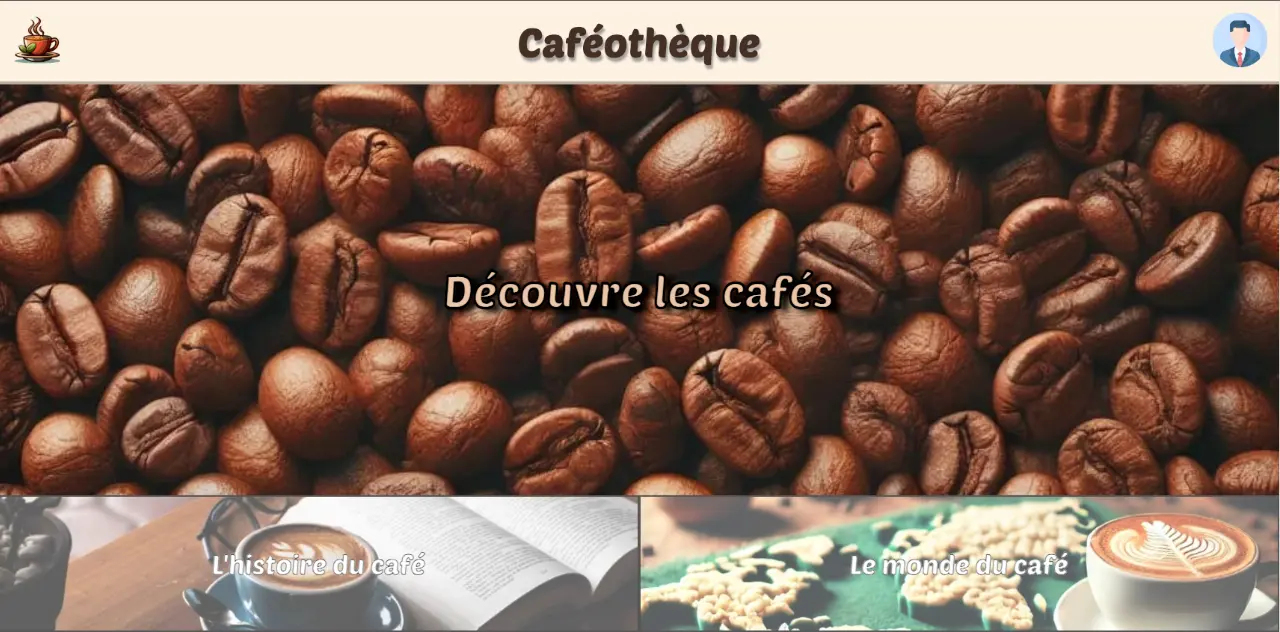 Caféothèque
Découvre les cafés
L'histoire du café
Le monde du café